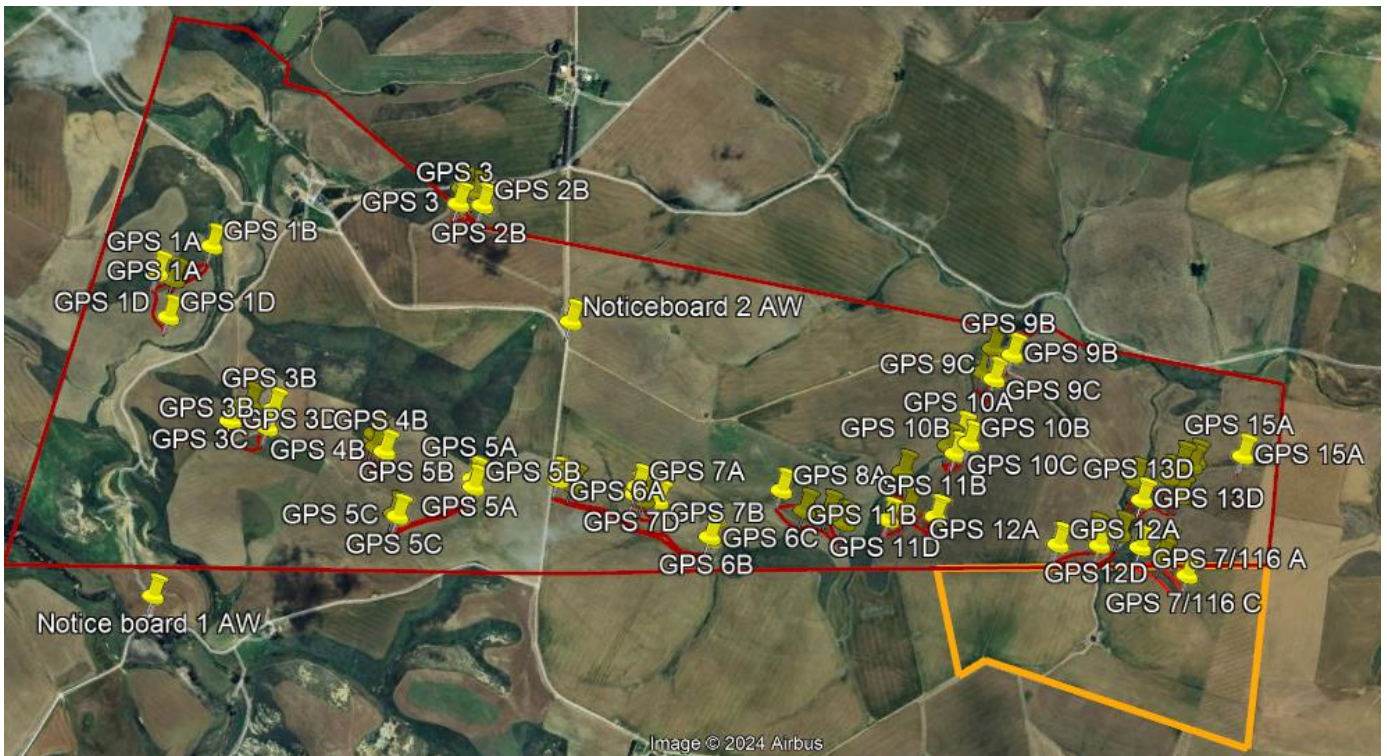 GPS 3
GPS 3
GPS 2B
GPS 2B
GPS 1B
GPS 1A
GPS 1A
GPS 1D
GPS 1D
Noticeboard 2 AW
GPS 9B
GPS 9B
GPS 9C
GPS 9C
GPS 3B
GPS 3B
GPS 3D
GPS 3C
GPS 4B
GPS 4B
GPS 10A
GPS 10B
GPS 10B
GPS 10C
GPS 15A
GPS 15A
GPS 5A
GPS 5B
GPS 5B
GPS 5A
GPS 5C
GPS 5C
GPS 6A
GPS 7A
GPS 7B
GPS 7D
GPS 8A
GPS 11B
GPS 11B
GPS 13D
GPS 13D
GPS 6C
GPS 6B
GPS 11D
GPS 12A
GPS 12A
GPS12D
GPS 7/116 A
GPS 7/116 C
Notice board 1 AW
Image © 2024 Airbus